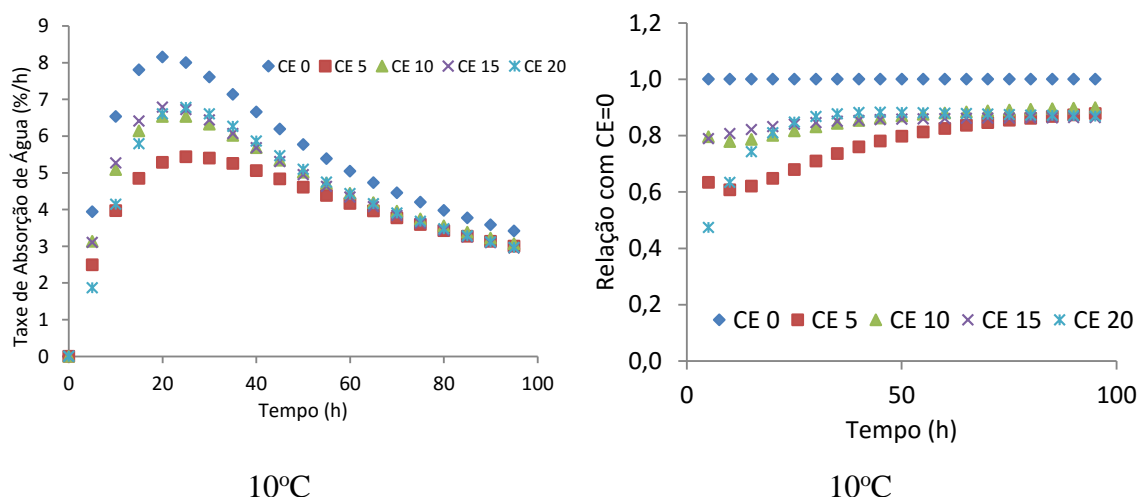 Taxe de Absorção de Água (%/h)
9
8
7
6
5
4
3
2
1
0
CE 0 CE 5 CE 10 CE 15 CE 20
0 20 40 60 80 100
Tempo (h)
10°C
Relação com CE=0
1,2
1,0
0,8
0,6
0,4
0,2
0,0
CE 0 CE 5 CE 10 CE 15 CE 20
0 50 100
Tempo (h)
10°C